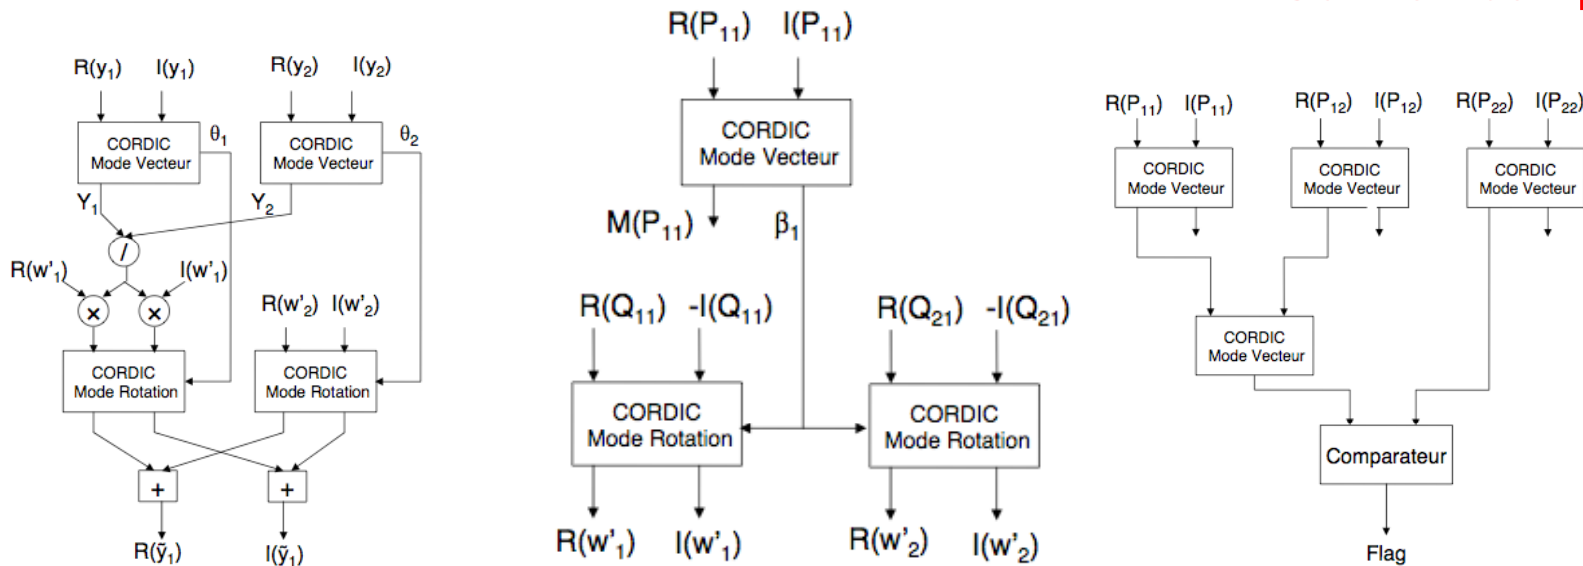 R(y₁) I(y₁) R(y₂) I(y₂)
CORDIC
Mode Vecteur
θ₁
CORDIC
Mode Vecteur
θ₂
Y₁ Y₂
/
R(w'₁) I(w'₁)
× ×
R(w'₂) I(w'₂)
CORDIC
Mode Rotation
CORDIC
Mode Rotation
+ +
R(ỹ₁) I(ỹ₁)
R(P₁₁) I(P₁₁)
CORDIC
Mode Vecteur
M(P₁₁) β₁
R(Q₁₁) -I(Q₁₁) R(Q₂₁) -I(Q₂₁)
CORDIC
Mode Rotation
CORDIC
Mode Rotation
R(w'₁) I(w'₁) R(w'₂) I(w'₂)
R(P₁₁) I(P₁₁) R(P₁₂) I(P₁₂) R(P₂₂) I(P₂₂)
CORDIC
Mode Vecteur
CORDIC
Mode Vecteur
CORDIC
Mode Vecteur
CORDIC
Mode Vecteur
Comparateur
Flag